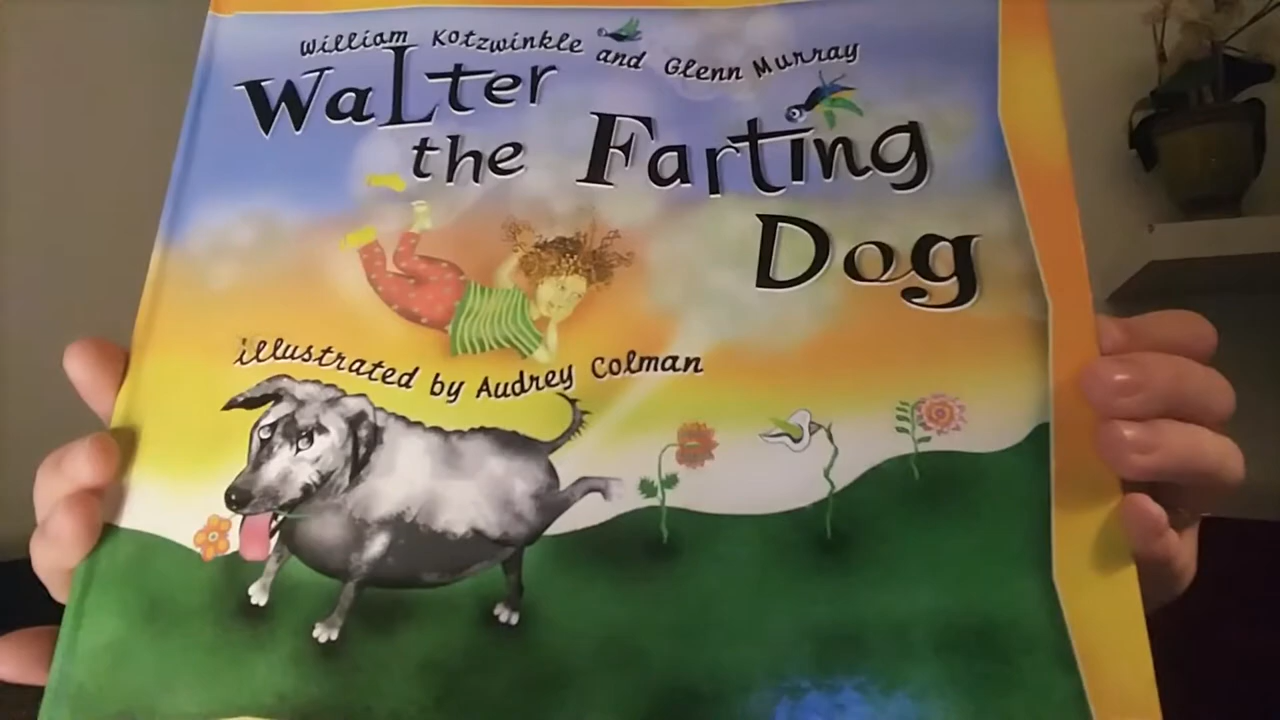 William Kotzwinkle and Glenn Murray
WaLter
the Farting
Dog
illustrated by Audrey Colman